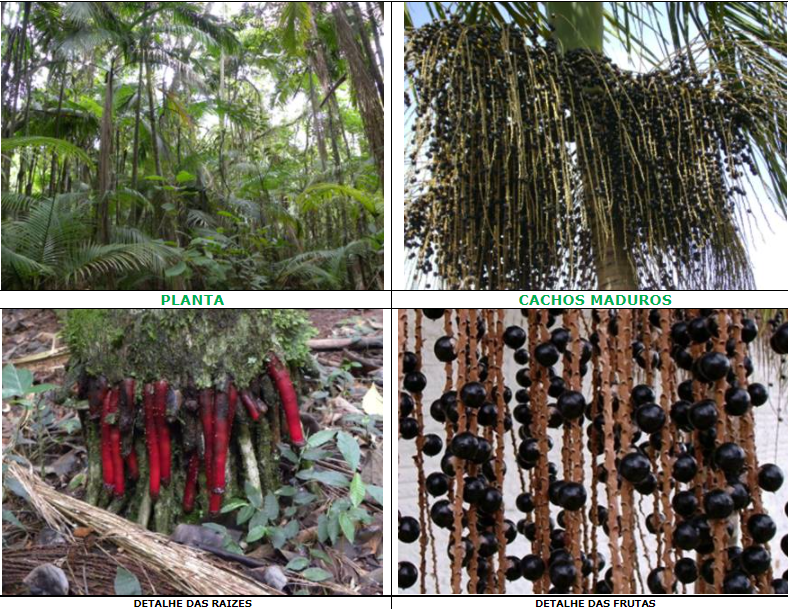 PLANTA
CACHOS MADUROS
DETALHE DAS RAIZES
DETALHE DAS FRUTAS